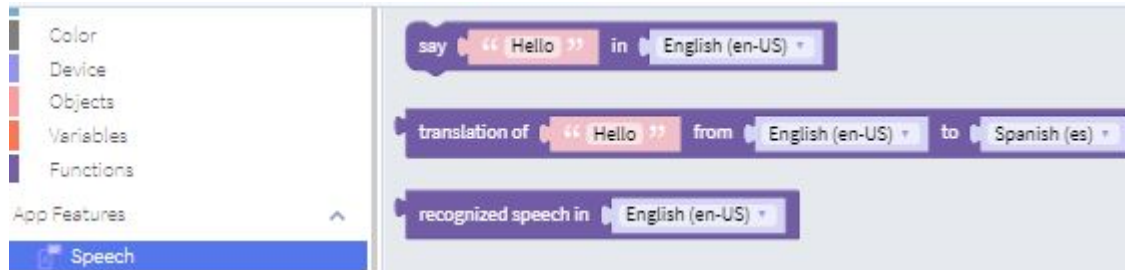 Color
Device
Objects
Variables
Functions
App Features
Speech
say “ Hello ” in English (en-US)
translation of “ Hello ” from English (en-US) to Spanish (es)
recognized speech in English (en-US)